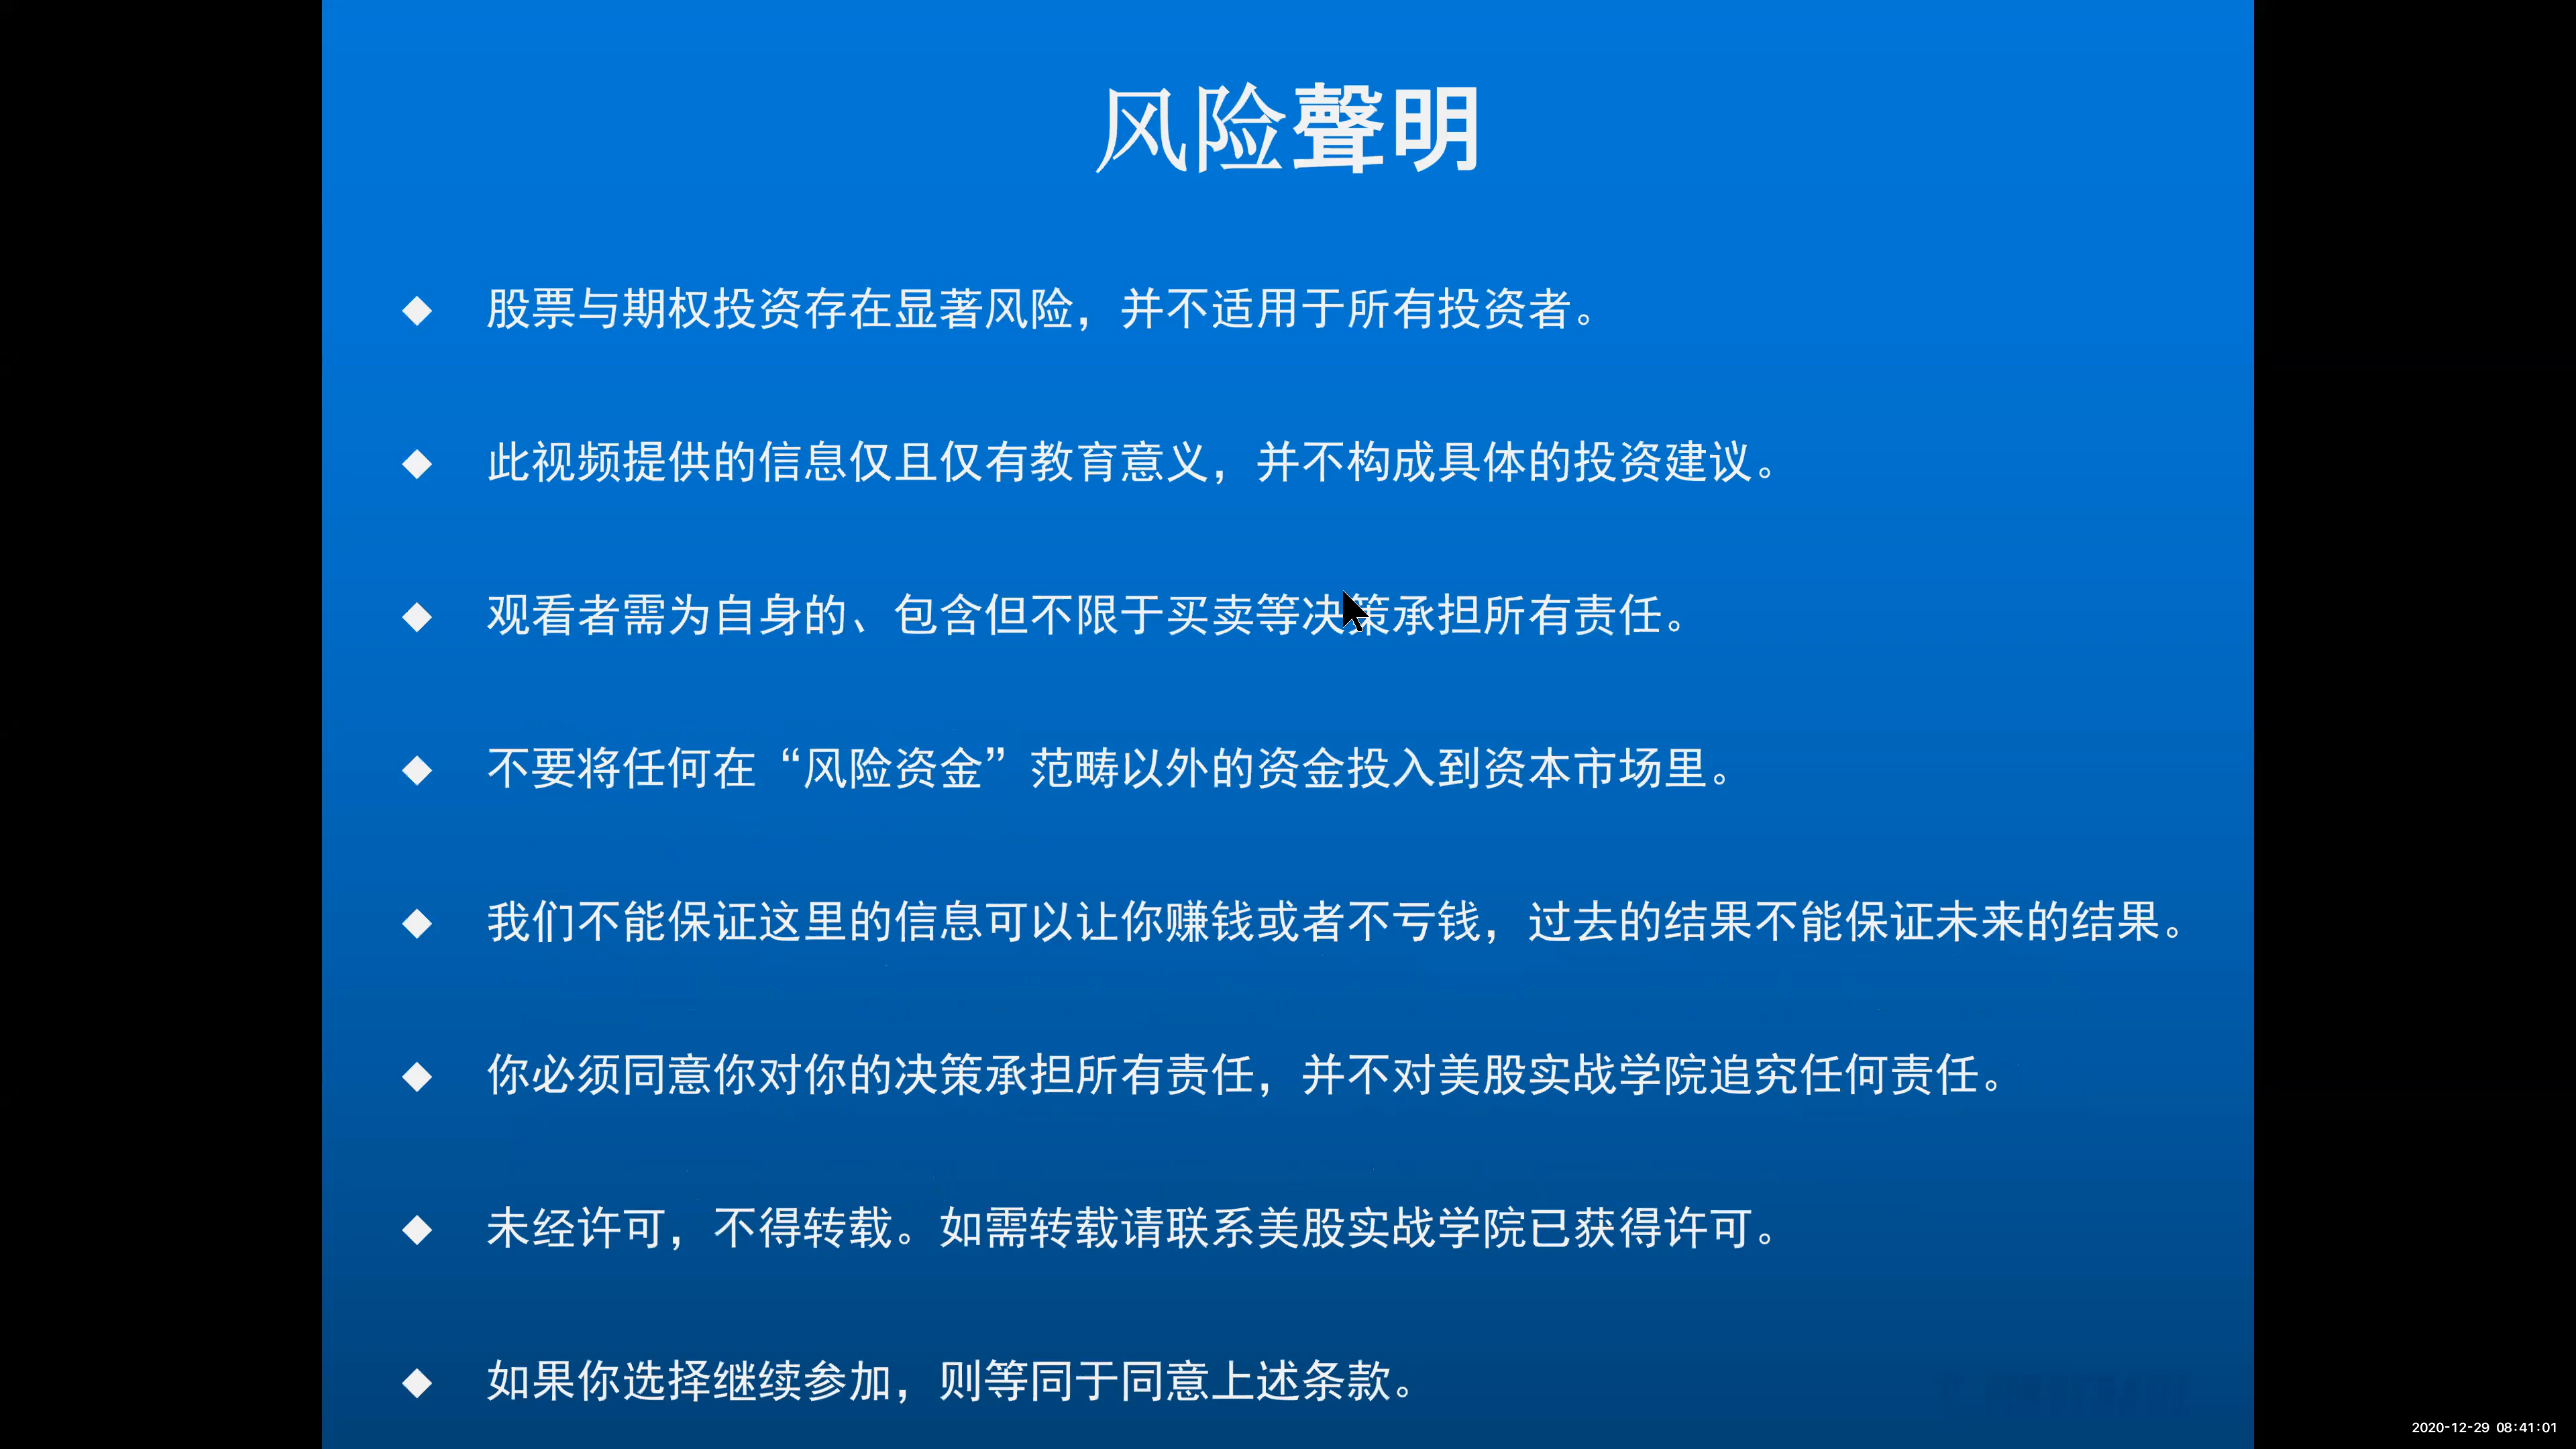 风险聲明
◆ 股票与期权投资存在显著风险，并不适用于所有投资者。
◆ 此视频提供的信息仅且仅有教育意义，并不构成具体的投资建议。
◆ 观看者需为自身的、包含但不限于买卖等决策承担所有责任。
◆ 不要将任何在“风险资金”范畴以外的资金投入到资本市场里。
◆ 我们不能保证这里的信息可以让你赚钱或者不亏钱，过去的结果不能保证未来的结果。
◆ 你必须同意你对你的决策承担所有责任，并不对美股实战学院追究任何责任。
◆ 未经许可，不得转载。如需转载请联系美股实战学院已获得许可。
◆ 如果你选择继续参加，则等同于同意上述条款。
2020-12-29 08:41:01